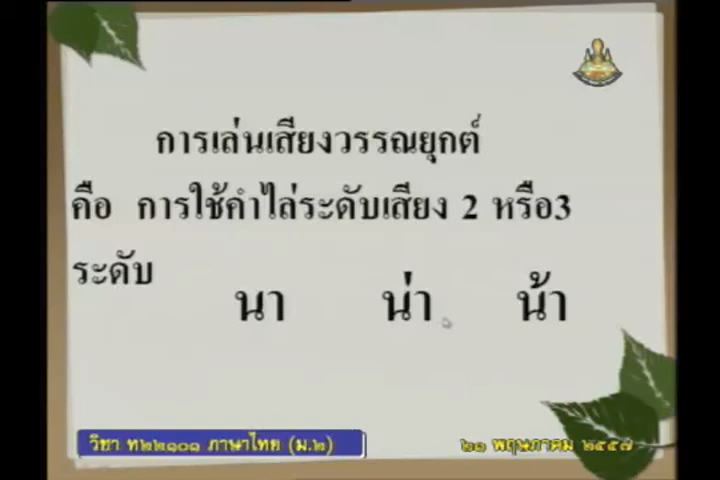 การเล่นเสียงวรรณยุกต์
คือ การใช้คำไล่ระดับเสียง 2 หรือ3
ระดับ
นา น่า น้า
วิชา ท๒๒๑๐๑ ภาษาไทย (ม.๒)
๒๑ พฤษภาคม ๒๕๕๗